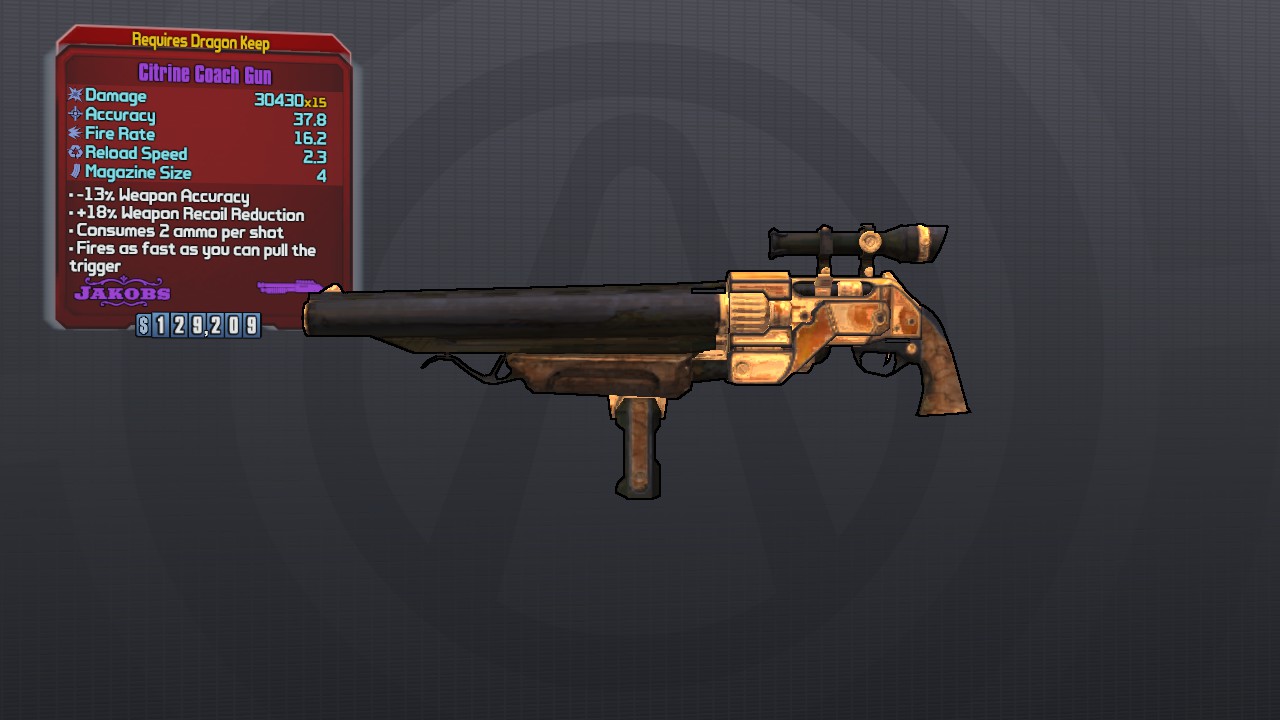 Requires Dragon Keep
Citrine Coach Gun
Damage 30430x15
Accuracy 37.8
Fire Rate 16.2
Reload Speed 2.3
Magazine Size 4
• -13% Weapon Accuracy
• +18% Weapon Recoil Reduction
• Consumes 2 ammo per shot
• Fires as fast as you can pull the
trigger
JAKOBS
$129,209